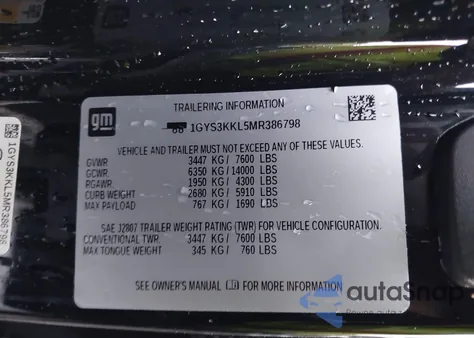 gm
TRAILERING INFORMATION
1GYS3KKL5MR386798
VEHICLE AND TRAILER MUST NOT EXCEED ANY OF THESE:
GVWR 3447 KG/ 7600 LBS
GCWR 6350 KG/ 14000 LBS
RGAWR 1950 KG/ 4300 LBS
CURB WEIGHT 2680 KG/ 5910 LBS
MAX PAYLOAD 767 KG/ 1690 LBS
SAE J2807 TRAILER WEIGHT RATING (TWR) FOR VEHICLE CONFIGURATION.
CONVENTIONAL TWR. 3447 KG/ 7600 LBS
MAX TONGUE WEIGHT 345 KG/ 760 LBS
SEE OWNER'S MANUAL FOR MORE INFORMATION
1GYS3KKL5MR386798
autoSnap
Pewne auto z